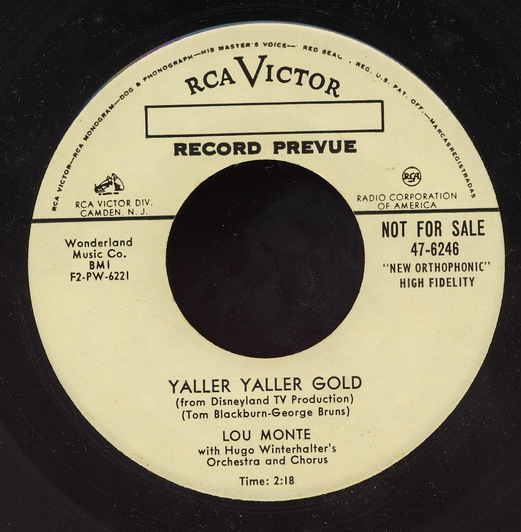 RCA VICTOR—RCA MONOGRAM—DOG & PHONOGRAPH—HIS MASTER'S VOICE— RED SEAL • REG. U.S. PAT. OFF.—MARCAS REGISTRADAS
RCA VICTOR
RECORD PREVUE
RCA
RCA VICTOR DIV.
CAMDEN, N. J.
RADIO CORPORATION
OF AMERICA
Wonderland
Music Co.
BMI
F2-PW-6221
NOT FOR SALE
47-6246
"NEW ORTHOPHONIC"
HIGH FIDELITY
YALLER YALLER GOLD
(from Disneyland TV Production)
(Tom Blackburn-George Bruns)
LOU MONTE
with Hugo Winterhalter's
Orchestra and Chorus
Time: 2:18